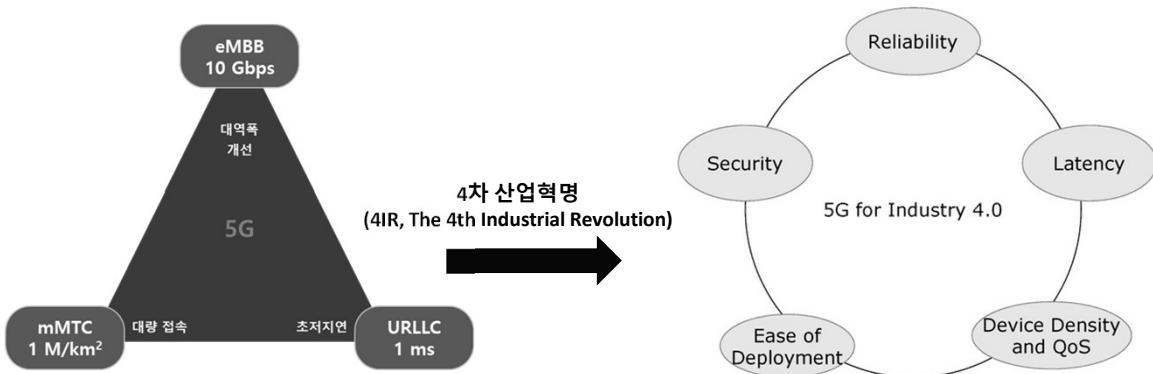 eMBB
10 Gbps
대역폭
개선
5G
mMTC
1 M/km²
대량 접속
초저지연
URLLC
1 ms
4차 산업혁명
(4IR, The 4th Industrial Revolution)
Reliability
Security
Latency
5G for Industry 4.0
Ease of
Deployment
Device Density
and QoS